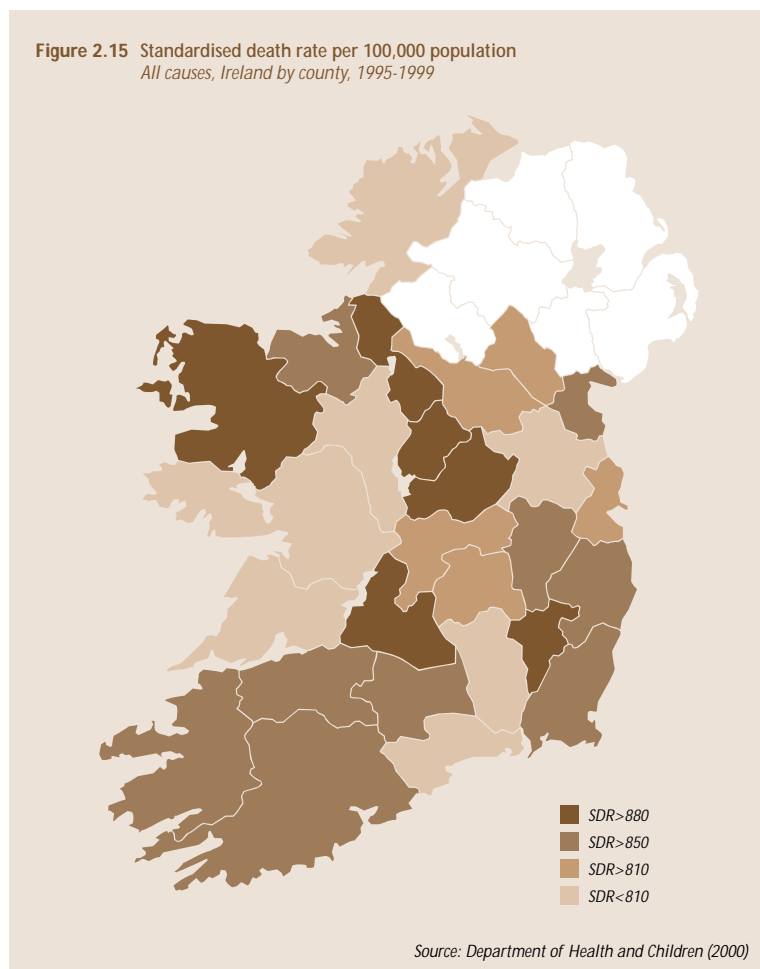 Figure 2.15 Standardised death rate per 100,000 population
All causes, Ireland by county, 1995-1999
SDR>880
SDR>850
SDR>810
SDR<810
Source: Department of Health and Children (2000)